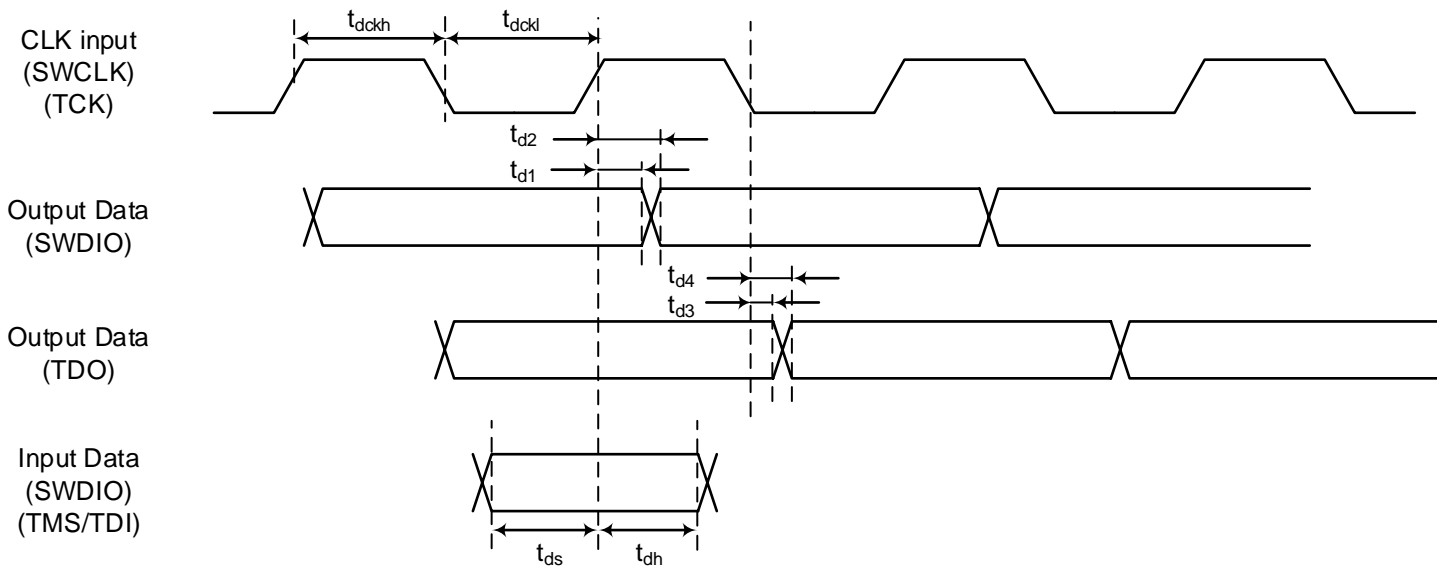 t_dckh
t_dckl
CLK input
(SWCLK)
(TCK)
t_d2
t_d1
Output Data
(SWDIO)
t_d4
t_d3
Output Data
(TDO)
Input Data
(SWDIO)
(TMS/TDI)
t_ds
t_dh